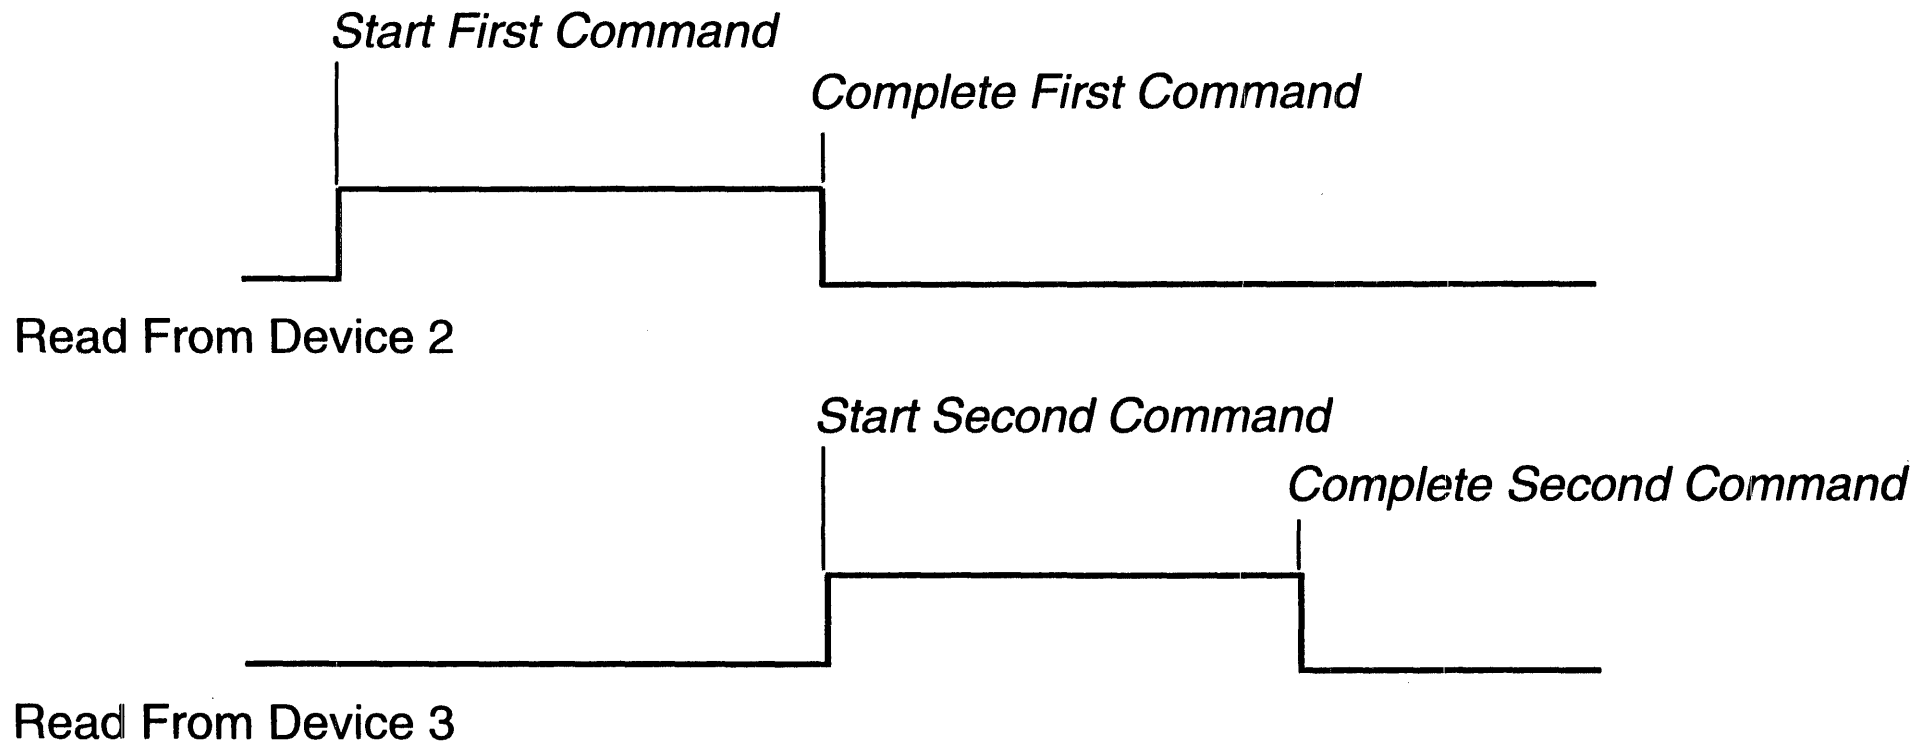 Start First Command
Complete First Command
Read From Device 2
Start Second Command
Complete Second Command
Read From Device 3